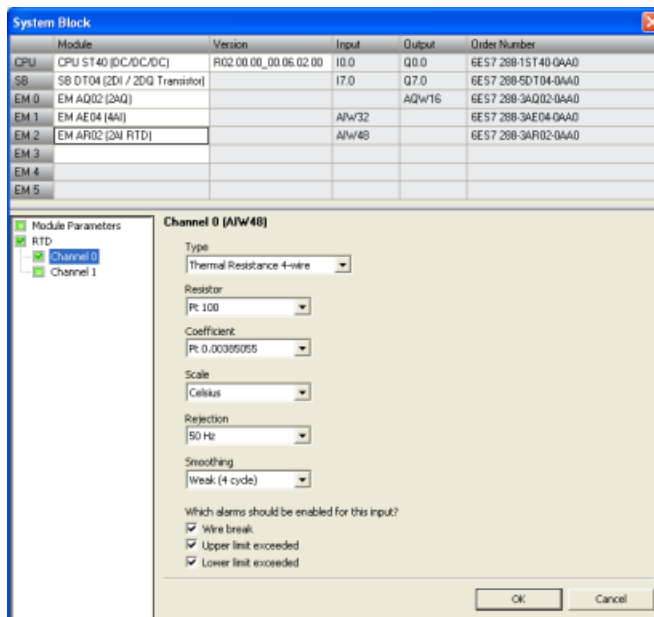 System Block
Module Version Input Output Order Number
CPU CPU ST40 (DC/DC/DC) R02.00.00_00.06.02.00 I0.0 Q0.0 6ES7 288-1ST40-0AA0
SB SB DT04 (2DI / 2DQ Transistor) I7.0 Q7.0 6ES7 288-5DT04-0AA0
EM 0 EM AQ02 (2AQ) AQW16 6ES7 288-3AQ02-0AA0
EM 1 EM AE04 (4AI) AIW32 6ES7 288-3AE04-0AA0
EM 2 EM AR02 (2AI RTD) AIW48 6ES7 288-3AR02-0AA0
EM 3
EM 4
EM 5
Module Parameters
RTD
Channel 0
Channel 1
Channel 0 (AIW48)
Type
Thermal Resistance 4-wire
Resistor
Pt 100
Coefficient
Pt 0.00385055
Scale
Celsius
Rejection
50 Hz
Smoothing
Weak (4 cycle)
Which alarms should be enabled for this input?
Wire break
Upper limit exceeded
Lower limit exceeded
OK Cancel